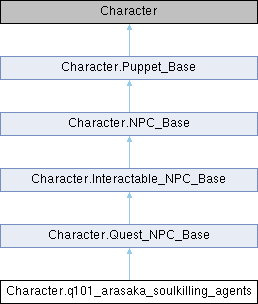 Character
Character.Puppet_Base
Character.NPC_Base
Character.Interactable_NPC_Base
Character.Quest_NPC_Base
Character.q101_arasaka_soulkilling_agents